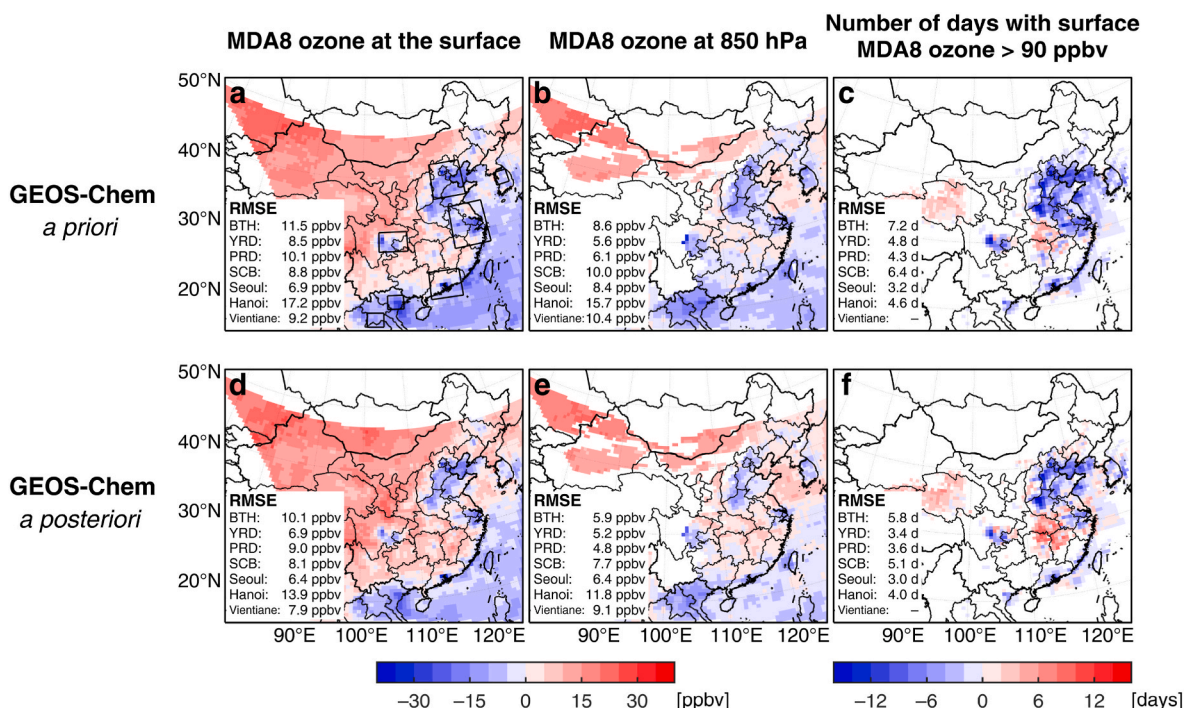 MDA8 ozone at the surface
MDA8 ozone at 850 hPa
Number of days with surface
MDA8 ozone > 90 ppbv
GEOS-Chem
a priori
50°N
40°N
30°N
20°N
a
RMSE
BTH: 11.5 ppbv
YRD: 8.5 ppbv
PRD: 10.1 ppbv
SCB: 8.8 ppbv
Seoul: 6.9 ppbv
Hanoi: 17.2 ppbv
Vientiane: 9.2 ppbv
b
RMSE
BTH: 8.6 ppbv
YRD: 5.6 ppbv
PRD: 6.1 ppbv
SCB: 10.0 ppbv
Seoul: 8.4 ppbv
Hanoi: 15.7 ppbv
Vientiane: 10.4 ppbv
c
RMSE
BTH: 7.2 d
YRD: 4.8 d
PRD: 4.3 d
SCB: 6.4 d
Seoul: 3.2 d
Hanoi: 4.6 d
Vientiane: –
GEOS-Chem
a posteriori
50°N
40°N
30°N
20°N
d
RMSE
BTH: 10.1 ppbv
YRD: 6.9 ppbv
PRD: 9.0 ppbv
SCB: 8.1 ppbv
Seoul: 6.4 ppbv
Hanoi: 13.9 ppbv
Vientiane: 7.9 ppbv
e
RMSE
BTH: 5.9 ppbv
YRD: 5.2 ppbv
PRD: 4.8 ppbv
SCB: 7.7 ppbv
Seoul: 6.4 ppbv
Hanoi: 11.8 ppbv
Vientiane: 9.1 ppbv
f
RMSE
BTH: 5.8 d
YRD: 3.4 d
PRD: 3.6 d
SCB: 5.1 d
Seoul: 3.0 d
Hanoi: 4.0 d
Vientiane: –
90°E 100°E 110°E 120°E
90°E 100°E 110°E 120°E
90°E 100°E 110°E 120°E
−30 −15 0 15 30 [ppbv]
−12 −6 0 6 12 [days]